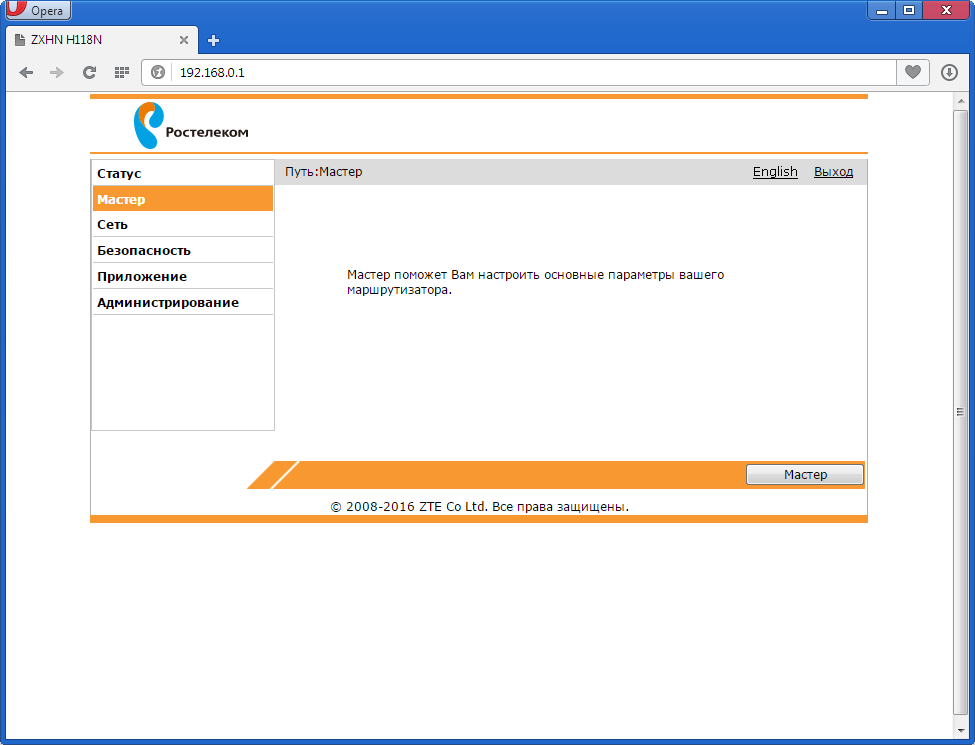 Opera
ZXHN H118N
192.168.0.1
Ростелеком
Статус
Мастер
Сеть
Безопасность
Приложение
Администрирование
Путь:Мастер English Выход
Мастер поможет Вам настроить основные параметры вашего
маршрутизатора.
Мастер
© 2008-2016 ZTE Co Ltd. Все права защищены.